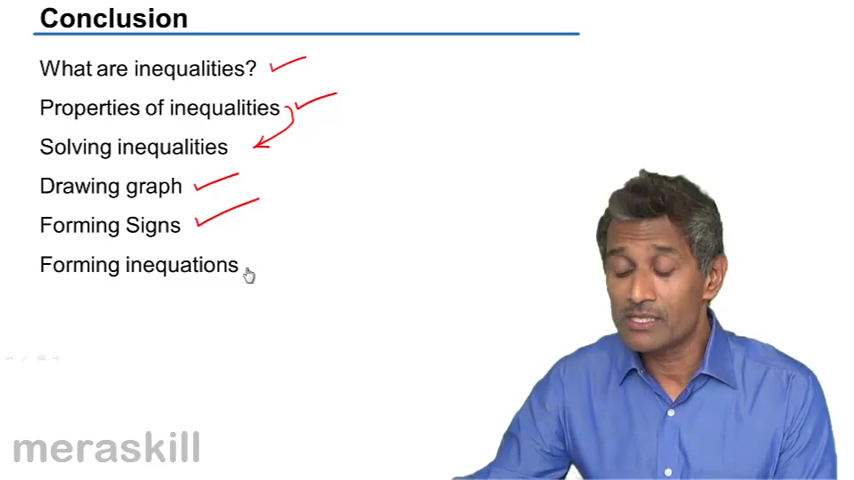 Conclusion
What are inequalities?
Properties of inequalities
Solving inequalities
Drawing graph
Forming Signs
Forming inequations
meraskill